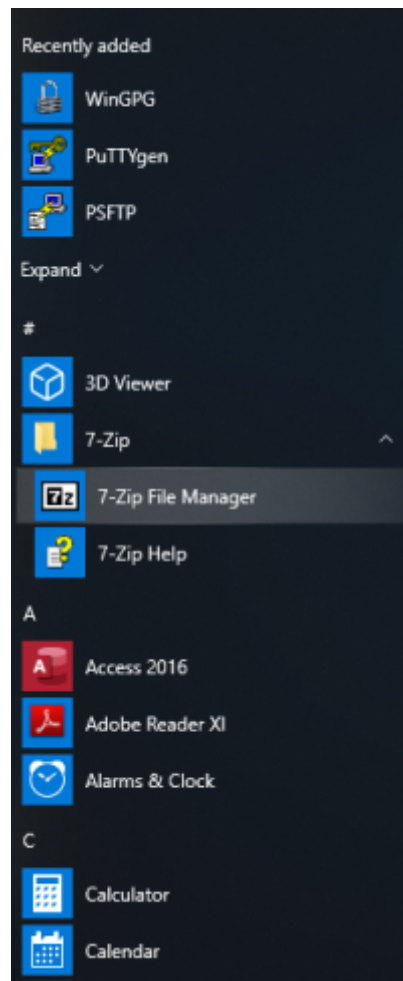 Recently added
WinGPG
PuTTYgen
PSFTP
Expand
#
3D Viewer
7-Zip
7z
7-Zip File Manager
7-Zip Help
A
A
Access 2016
Adobe Reader XI
Alarms & Clock
C
Calculator
Calendar